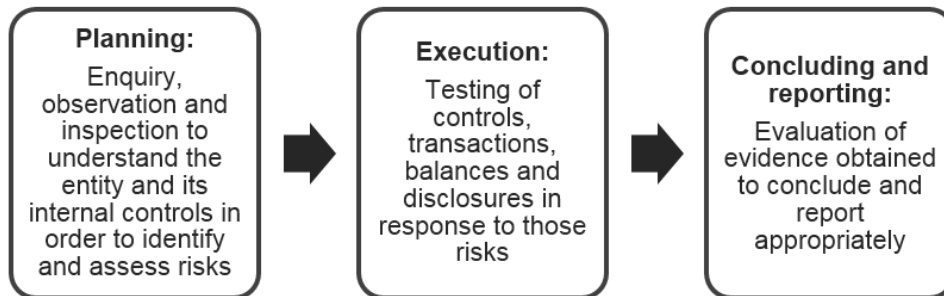 Planning:
Enquiry,
observation and
inspection to
understand the
entity and its
internal controls in
order to identify
and assess risks
Execution:
Testing of
controls,
transactions,
balances and
disclosures in
response to those
risks
Concluding and
reporting:
Evaluation of
evidence obtained
to conclude and
report
appropriately